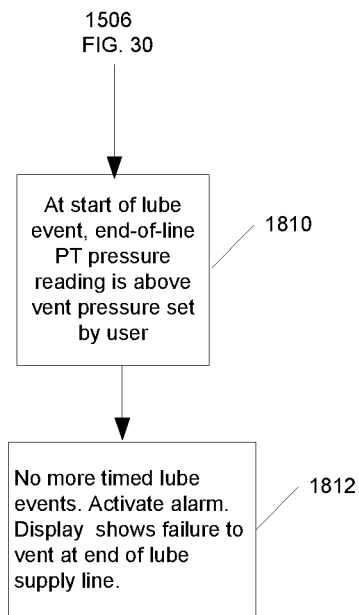 1506
FIG. 30
At start of lube
event, end-of-line
PT pressure
reading is above
vent pressure set
by user
1810
No more timed lube
events. Activate alarm.
Display shows failure to
vent at end of lube
supply line.
1812